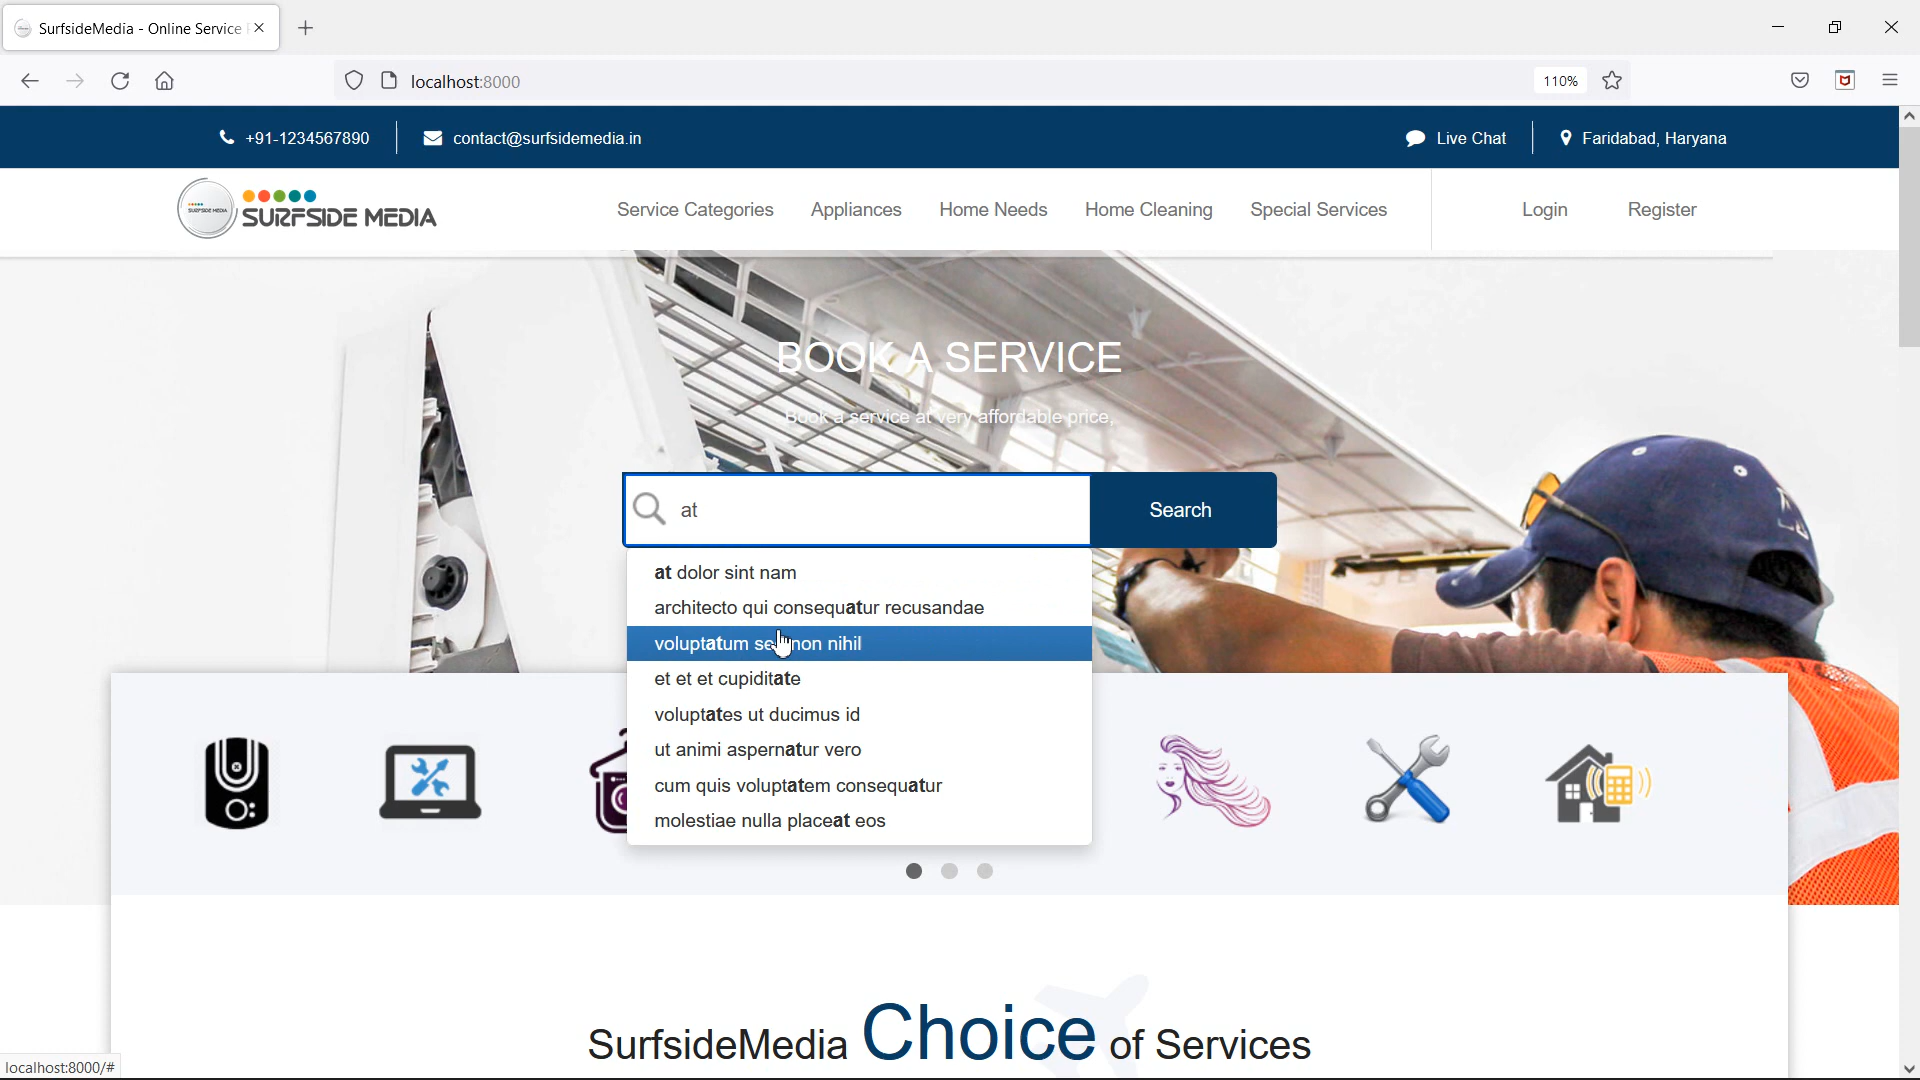 SurfsideMedia - Online Service
localhost:8000
110%
+91-1234567890
contact@surfsidemedia.in
Live Chat
Faridabad, Haryana
SURFSIDE MEDIA
SURFSIDE MEDIA
Service Categories
Appliances
Home Needs
Home Cleaning
Special Services
Login
Register
BOOK A SERVICE
Book a service at very affordable price,
at
Search
at dolor sint nam
architecto qui consequatur recusandae
voluptatum sed non nihil
et et et cupiditate
voluptates ut ducimus id
ut animi aspernatur vero
cum quis voluptatem consequatur
molestiae nulla placeat eos
SurfsideMedia Choice of Services
localhost:8000/#